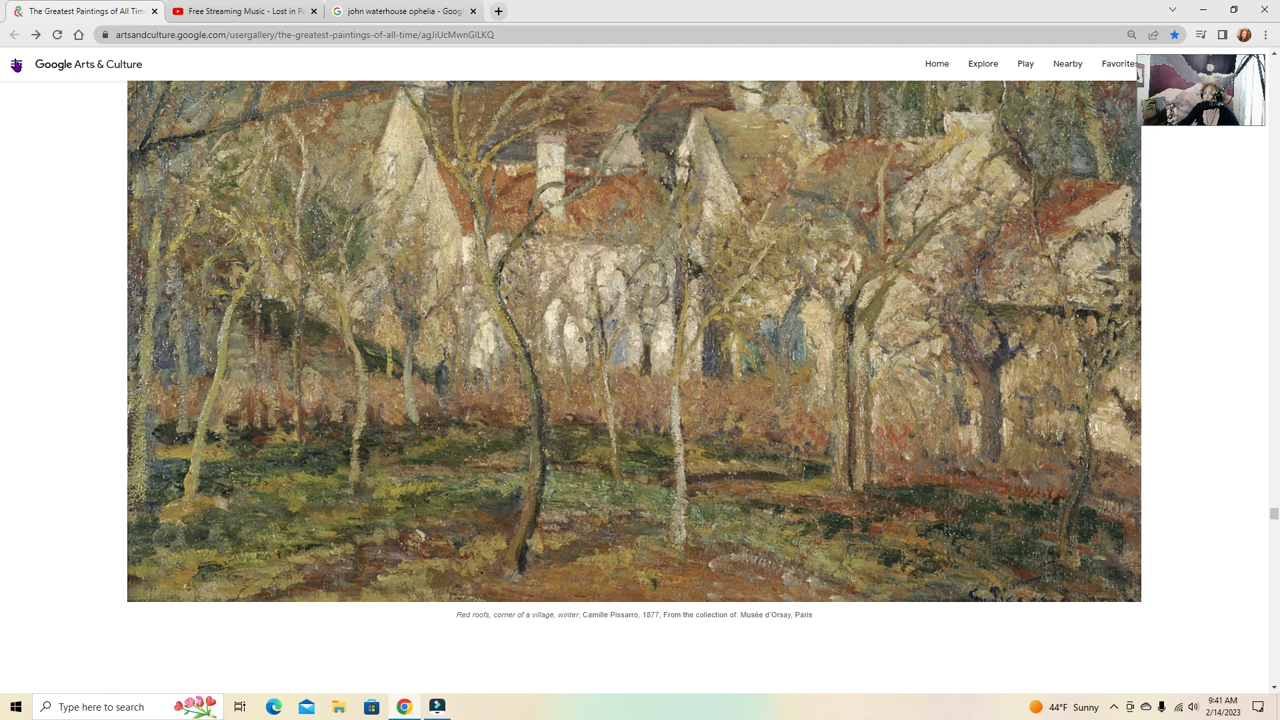 The Greatest Paintings of All Tim
Free Streaming Music - Lost in P
john waterhouse ophelia - Goog
artsandculture.google.com/usergallery/the-greatest-paintings-of-all-time/agJiUcMwnGILKQ
Google Arts & Culture
Home Explore Play Nearby Favorites
Red roofs, corner of a village, winter, Camille Pissarro, 1877, From the collection of: Musée d'Orsay, Paris
Type here to search
44°F Sunny
9:41 AM
2/14/2023